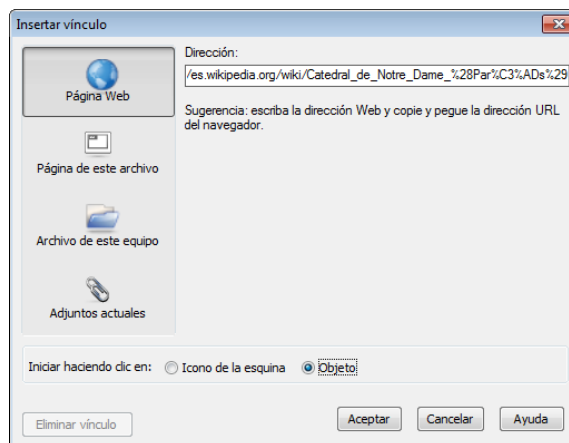 Insertar vínculo
Página Web
Página de este archivo
Archivo de este equipo
Adjuntos actuales
Dirección:
/es.wikipedia.org/wiki/Catedral_de_Notre_Dame_%28Par%C3%ADs%29
Sugerencia: escriba la dirección Web y copie y pegue la dirección URL
del navegador.
Iniciar haciendo clic en: Icono de la esquina Objeto
Eliminar vínculo Aceptar Cancelar Ayuda